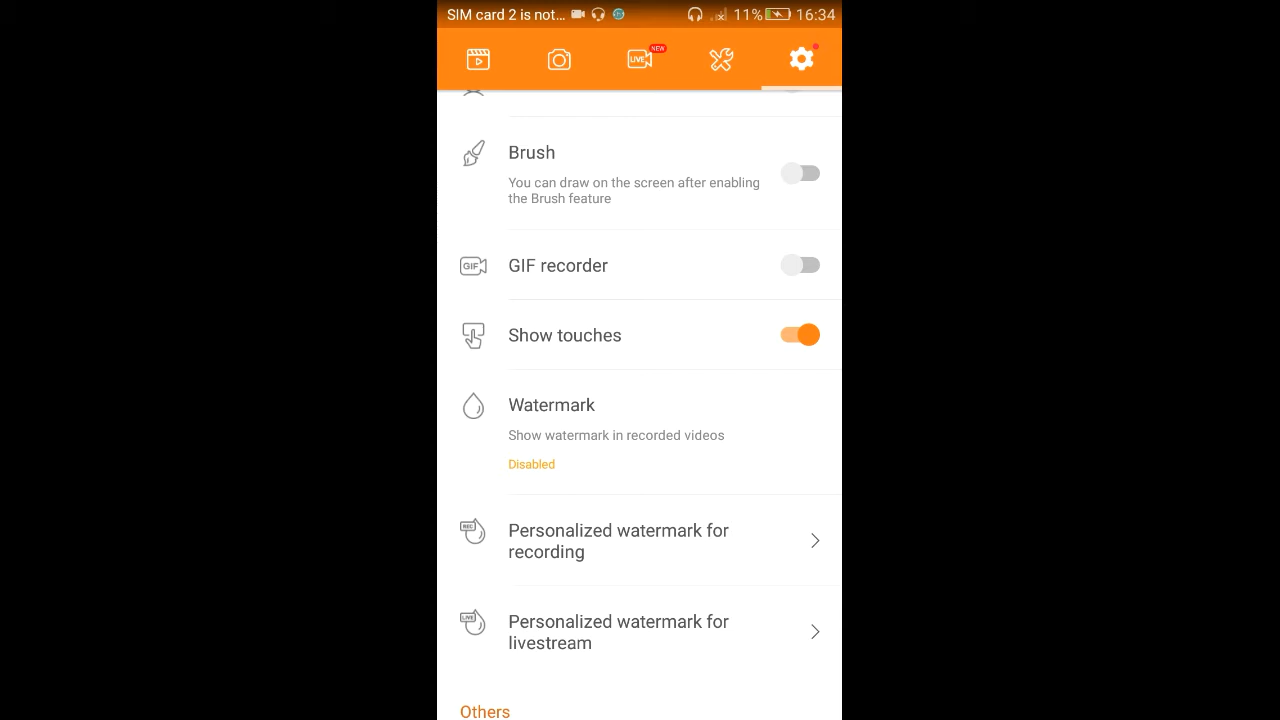 SIM card 2 is not... 11% 16:34
LIVE NEW
Brush
You can draw on the screen after enabling
the Brush feature
GIF GIF recorder
Show touches
Watermark
Show watermark in recorded videos
Disabled
REC Personalized watermark for
recording
LIVE Personalized watermark for
livestream
Others